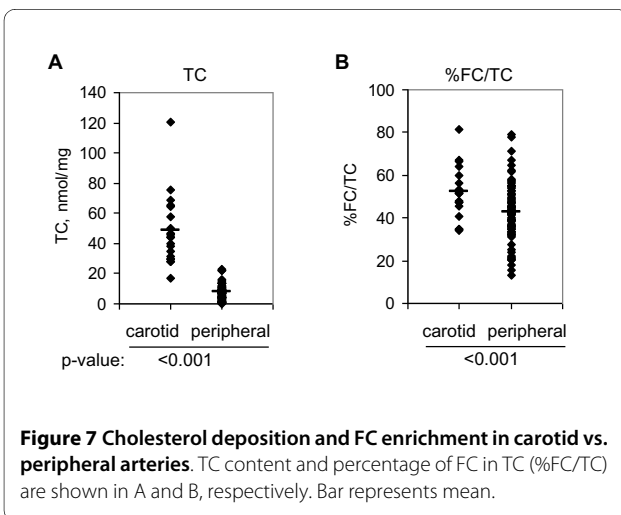 A
TC
TC, nmol/mg
140
120
100
80
60
40
20
0
carotid peripheral
p-value: <0.001
B
%FC/TC
%FC/TC
100
80
60
40
20
0
carotid peripheral
<0.001
Figure 7 Cholesterol deposition and FC enrichment in carotid vs.
peripheral arteries. TC content and percentage of FC in TC (%FC/TC)
are shown in A and B, respectively. Bar represents mean.